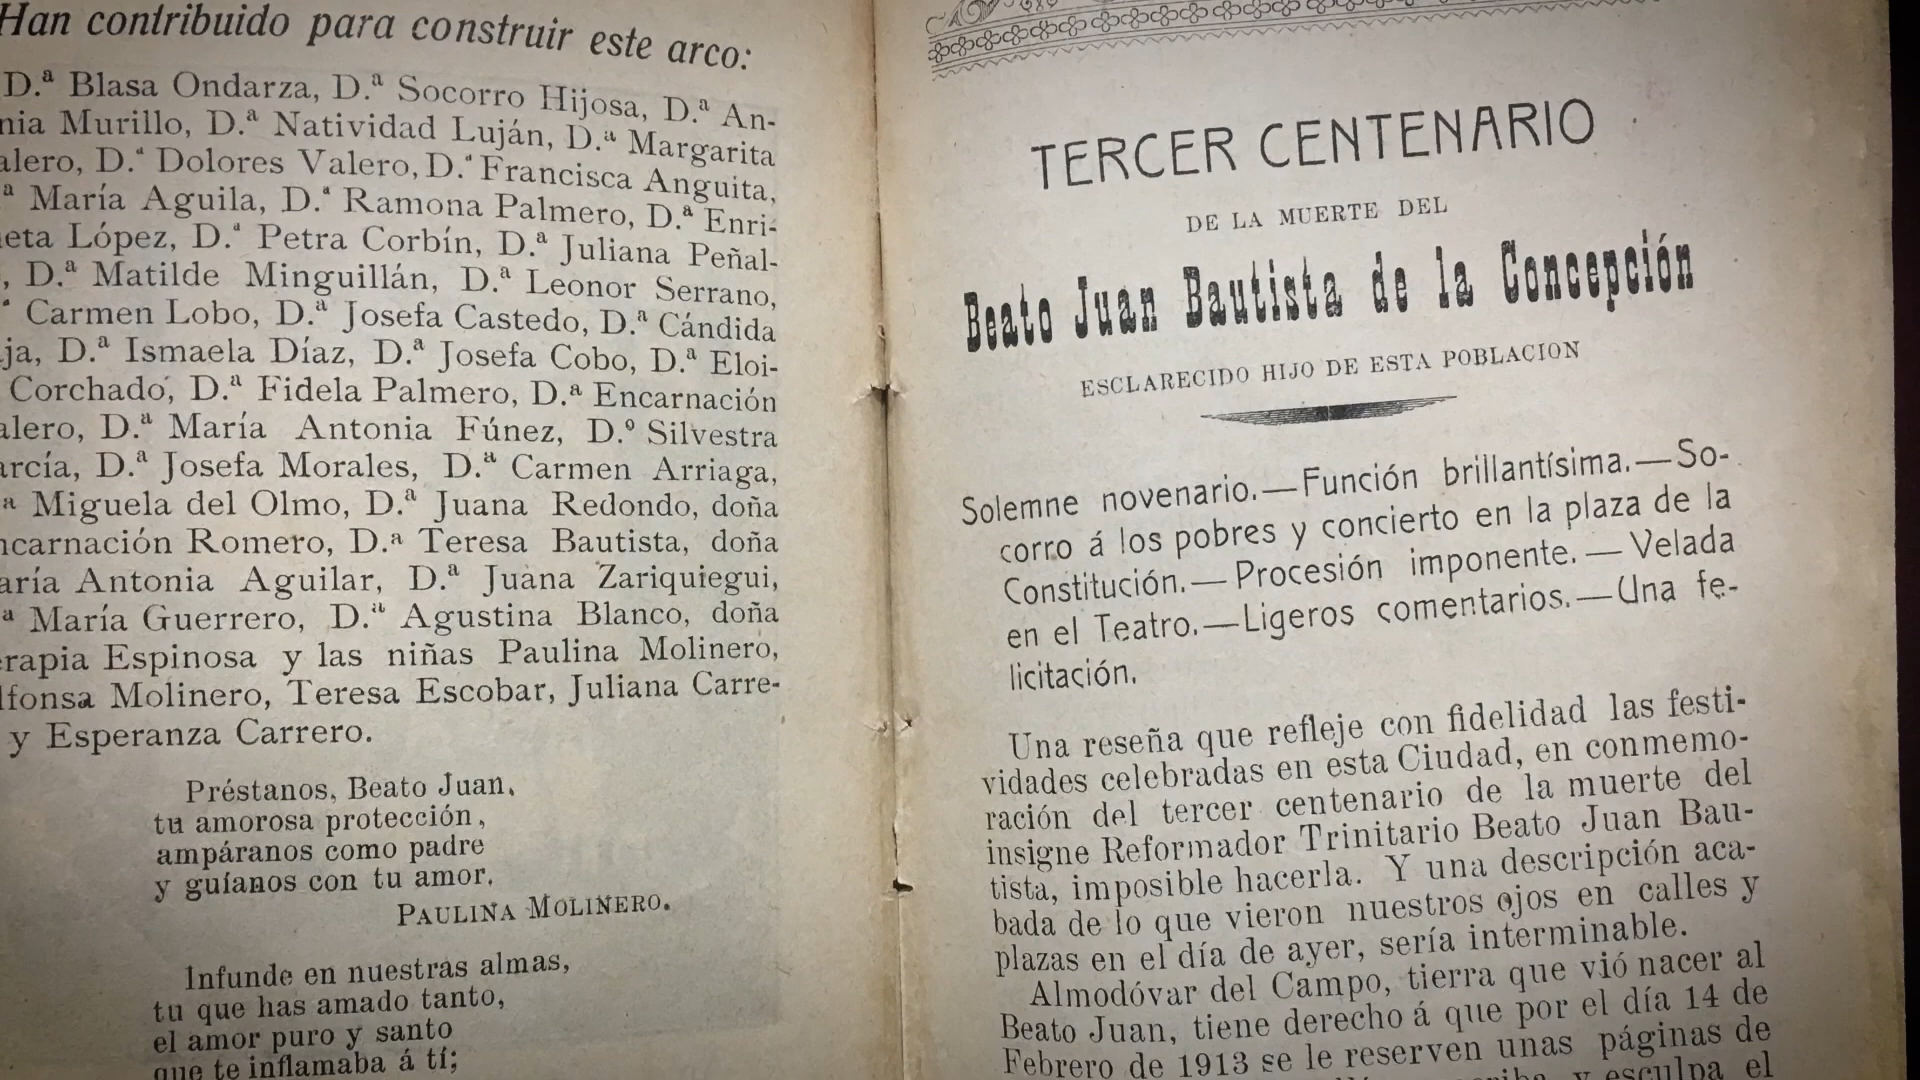 Han contribuido para construir este arco:
D.ª Blasa Ondarza, D.ª Socorro Hijosa, D.ª An-
nia Murillo, D.ª Natividad Luján, D.ª Margarita
alero, D.ª Dolores Valero, D.ª Francisca Anguita,
ª María Aguila, D.ª Ramona Palmero, D.ª Enri-
eta López, D.ª Petra Corbín, D.ª Juliana Peñal-
, D.ª Matilde Minguillán, D.ª Leonor Serrano,
ª Carmen Lobo, D.ª Josefa Castedo, D.ª Cándida
ja, D.ª Ismaela Díaz, D.ª Josefa Cobo, D.ª Eloi-
Corchado, D.ª Fidela Palmero, D.ª Encarnación
alero, D.ª María Antonia Fúnez, D.º Silvestra
arcía, D.ª Josefa Morales, D.ª Carmen Arriaga,
ª Miguela del Olmo, D.ª Juana Redondo, doña
ncarnación Romero, D.ª Teresa Bautista, doña
aría Antonia Aguilar, D.ª Juana Zariquiegui,
ª María Guerrero, D.ª Agustina Blanco, doña
erapia Espinosa y las niñas Paulina Molinero,
lfonsa Molinero, Teresa Escobar, Juliana Carre-
y Esperanza Carrero.
Préstanos, Beato Juan,
tu amorosa protección,
ampáranos como padre
y guíanos con tu amor.
PAULINA MOLINERO.
Infunde en nuestras almas,
tu que has amado tanto,
el amor puro y santo
que te inflamaba á tí;
TERCER CENTENARIO
DE LA MUERTE DEL
Beato Juan Bautista de la Concepción
ESCLARECIDO HIJO DE ESTA POBLACION
Solemne novenario.—Función brillantísima.—So-
corro á los pobres y concierto en la plaza de la
Constitución.—Procesión imponente.—Velada
en el Teatro.—Ligeros comentarios.—Una fe-
licitación.
Una reseña que refleje con fidelidad las festi-
vidades celebradas en esta Ciudad, en conmemo-
ración del tercer centenario de la muerte del
insigne Reformador Trinitario Beato Juan Bau-
tista, imposible hacerla. Y una descripción aca-
bada de lo que vieron nuestros ojos en calles y
plazas en el día de ayer, sería interminable.
Almodóvar del Campo, tierra que vió nacer al
Beato Juan, tiene derecho á que por el día 14 de
Febrero de 1913 se le reserven unas páginas de
y esculpa el